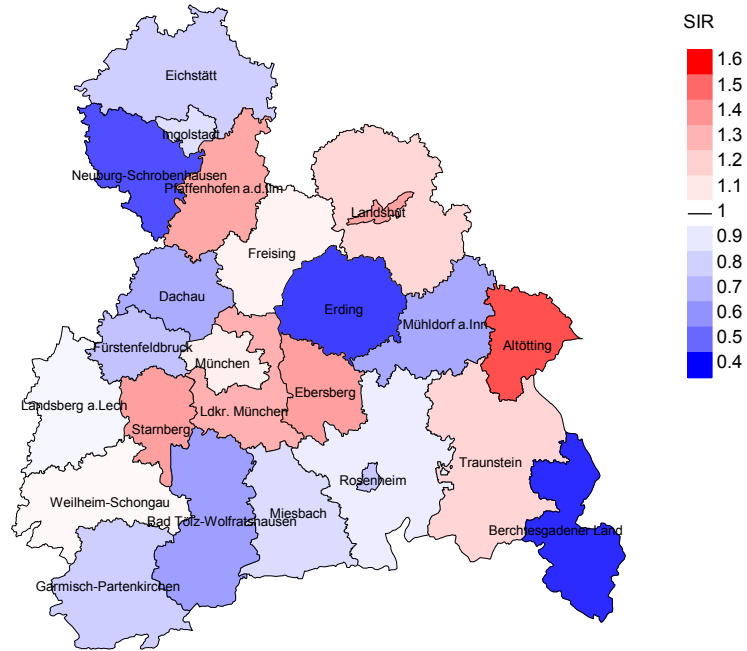 SIR
1.6
1.5
1.4
1.3
1.2
1.1
1
0.9
0.8
0.7
0.6
0.5
0.4
Eichstätt
Ingolstadt
Neuburg-Schrobenhausen
Pfaffenhofen a.d.Ilm
Landshut
Freising
Dachau
Erding
Mühldorf a.Inn
Altötting
Fürstenfeldbruck
München
Ebersberg
Landsberg a.Lech
Ldkr. München
Starnberg
Traunstein
Rosenheim
Weilheim-Schongau
Miesbach
Bad Tölz-Wolfratshausen
Berchtesgadener Land
Garmisch-Partenkirchen